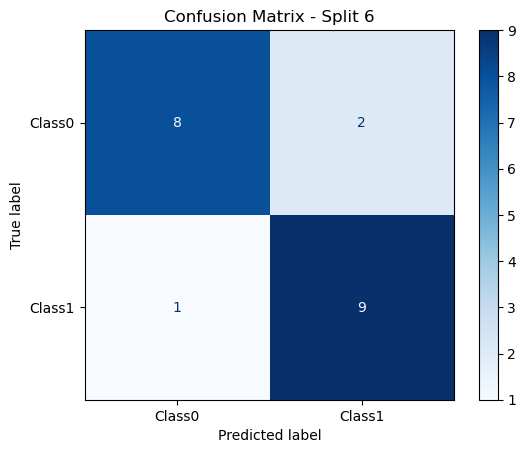 Confusion Matrix - Split 6
True label
Class0
8
2
Class1
1
9
Class0
Class1
Predicted label
9
8
7
6
5
4
3
2
1